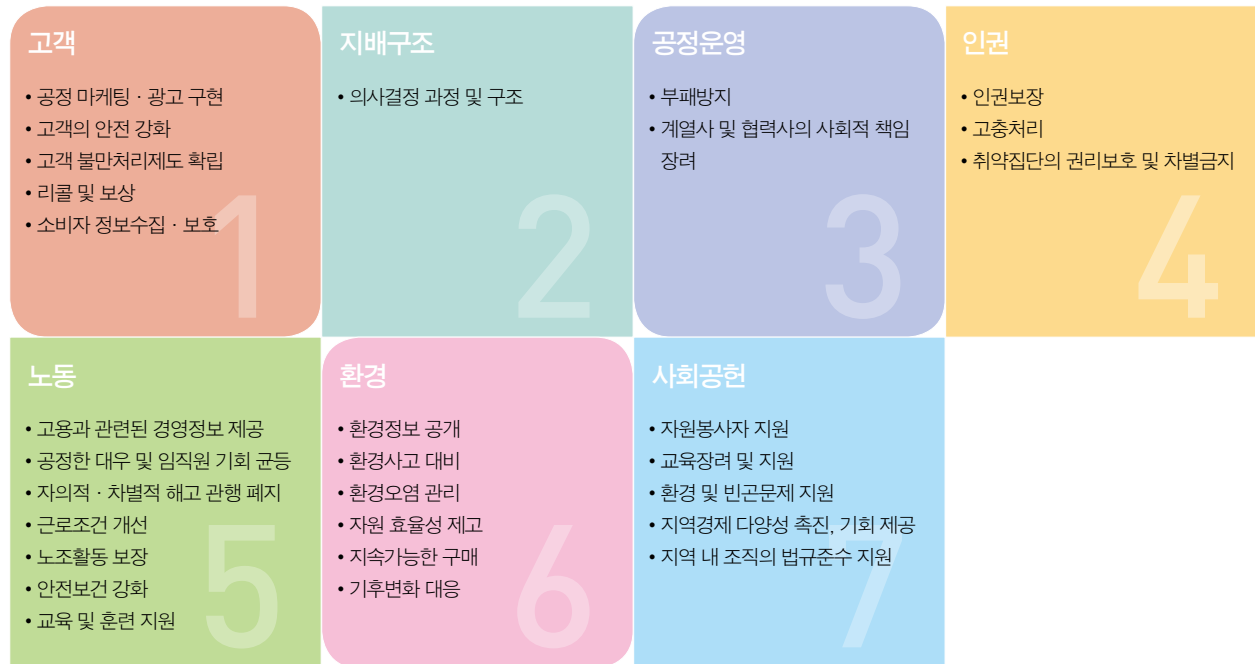 고객
• 공정 마케팅 · 광고 구현
• 고객의 안전 강화
• 고객 불만처리제도 확립
• 리콜 및 보상
• 소비자 정보수집 · 보호
1
지배구조
• 의사결정 과정 및 구조
2
공정운영
• 부패방지
• 계열사 및 협력사의 사회적 책임
장려
3
인권
• 인권보장
• 고충처리
• 취약집단의 권리보호 및 차별금지
4
노동
• 고용과 관련된 경영정보 제공
• 공정한 대우 및 임직원 기회 균등
• 자의적 · 차별적 해고 관행 폐지
• 근로조건 개선
• 노조활동 보장
• 안전보건 강화
• 교육 및 훈련 지원
5
환경
• 환경정보 공개
• 환경사고 대비
• 환경오염 관리
• 자원 효율성 제고
• 지속가능한 구매
• 기후변화 대응
6
사회공헌
• 자원봉사자 지원
• 교육장려 및 지원
• 환경 및 빈곤문제 지원
• 지역경제 다양성 촉진, 기회 제공
• 지역 내 조직의 법규준수 지원
7